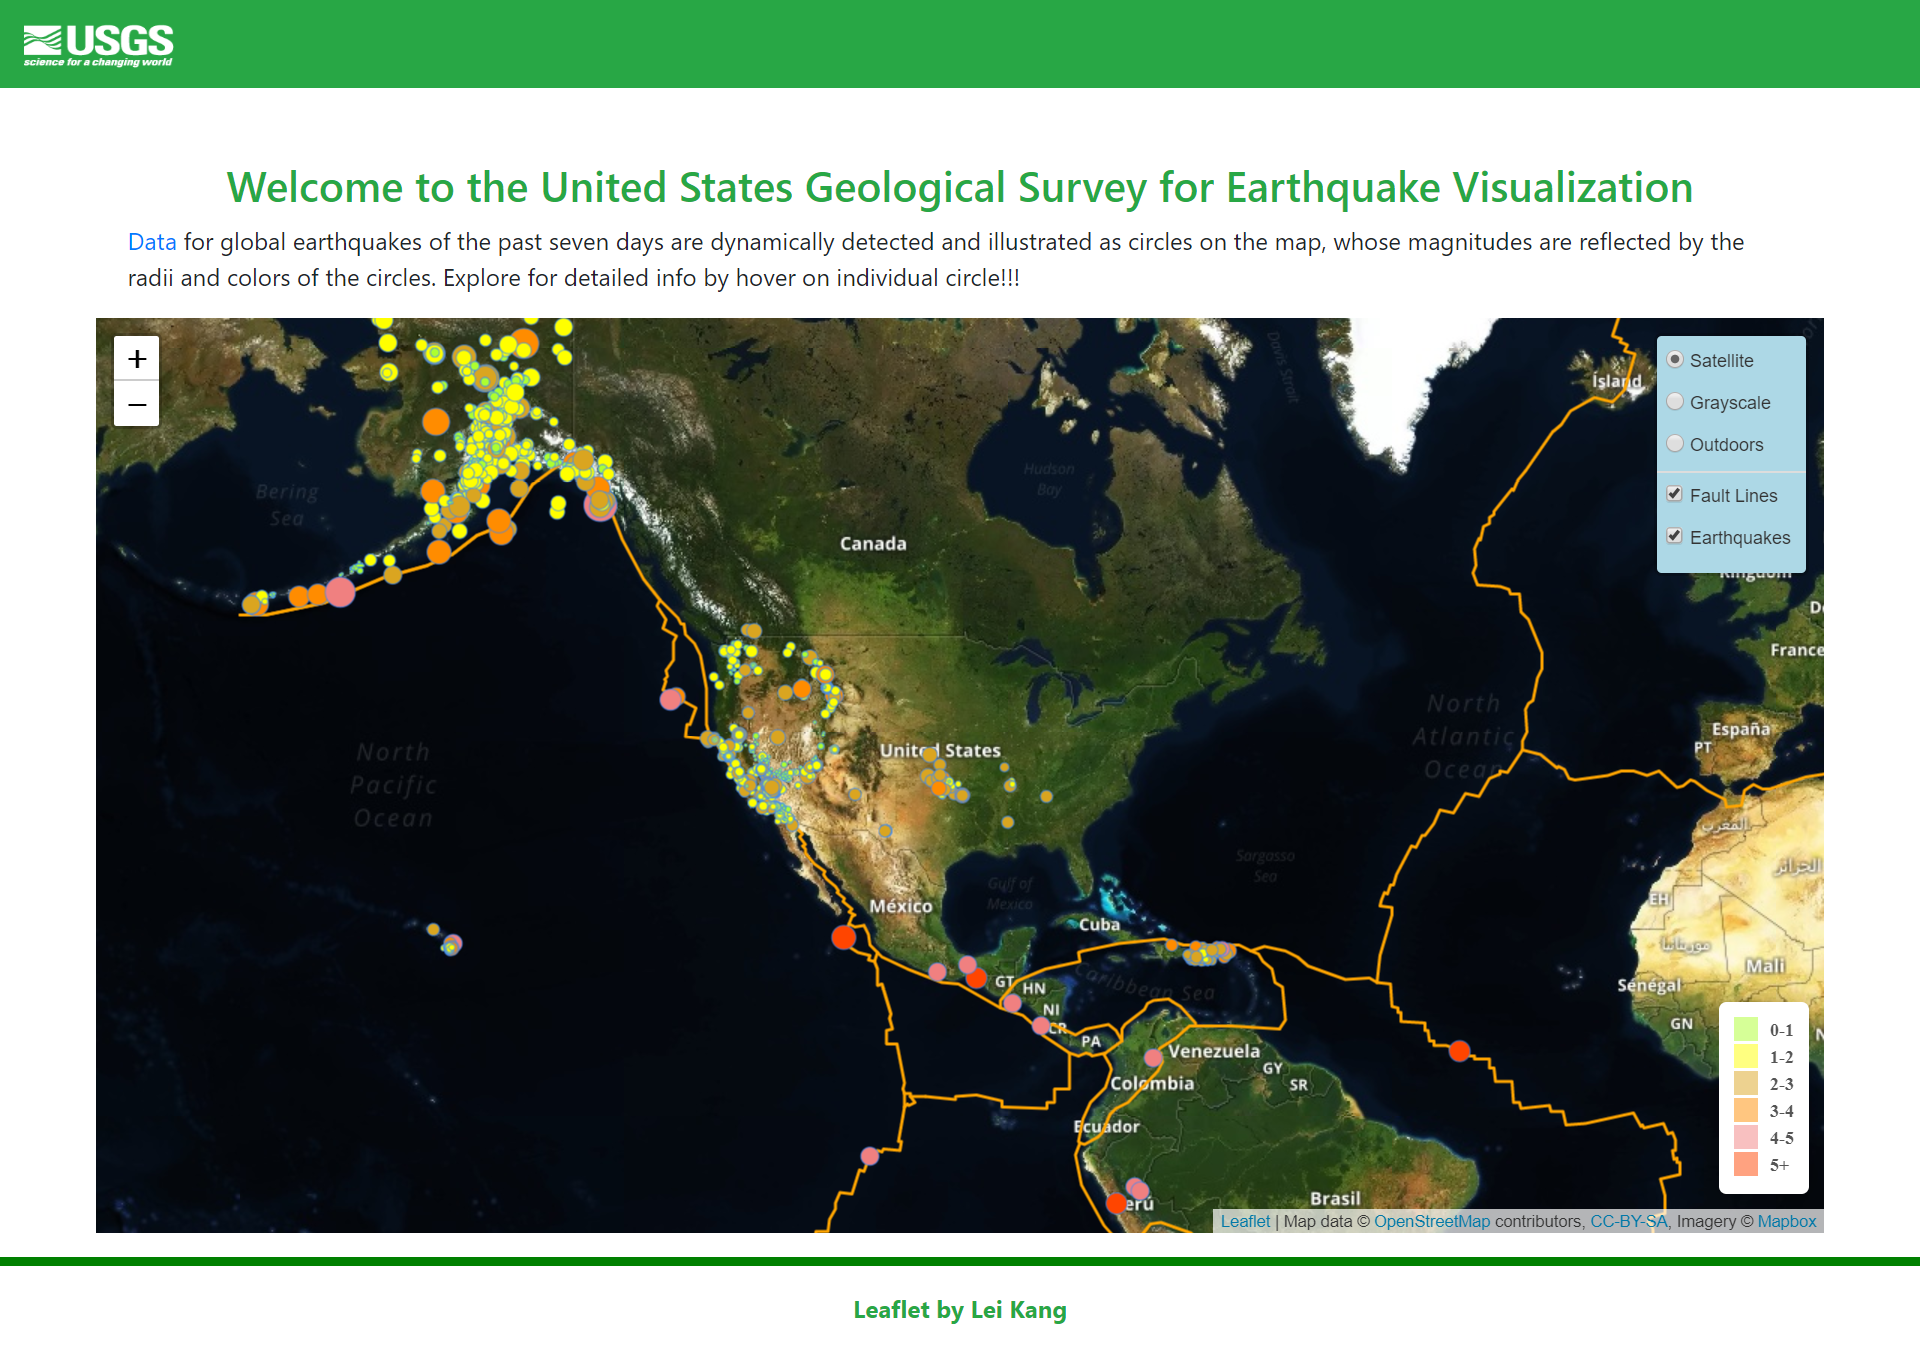 USGS
science for a changing world
Welcome to the United States Geological Survey for Earthquake Visualization
Data for global earthquakes of the past seven days are dynamically detected and illustrated as circles on the map, whose magnitudes are reflected by the
radii and colors of the circles. Explore for detailed info by hover on individual circle!!!
+
−
Satellite
Grayscale
Outdoors
Fault Lines
Earthquakes
Davis Strait
Ísland
Hudson
Bay
Bering
Sea
Canada
Kingdom
France
North
Atlantic
Ocean
España
PT
United States
North
Pacific
Ocean
المغرب
الجزائر
Sargasso
Sea
Gulf of
Mexico
México
Cuba
EH
موريتانيا
Mali
Sénégal
GN
GT
HN
Caribbean Sea
NI
CR
PA
Venezuela
GY
SR
Colombia
Ecuador
Brasil
0-1
1-2
2-3
3-4
4-5
5+
Leaflet | Map data © OpenStreetMap contributors, CC-BY-SA, Imagery © Mapbox
Leaflet by Lei Kang